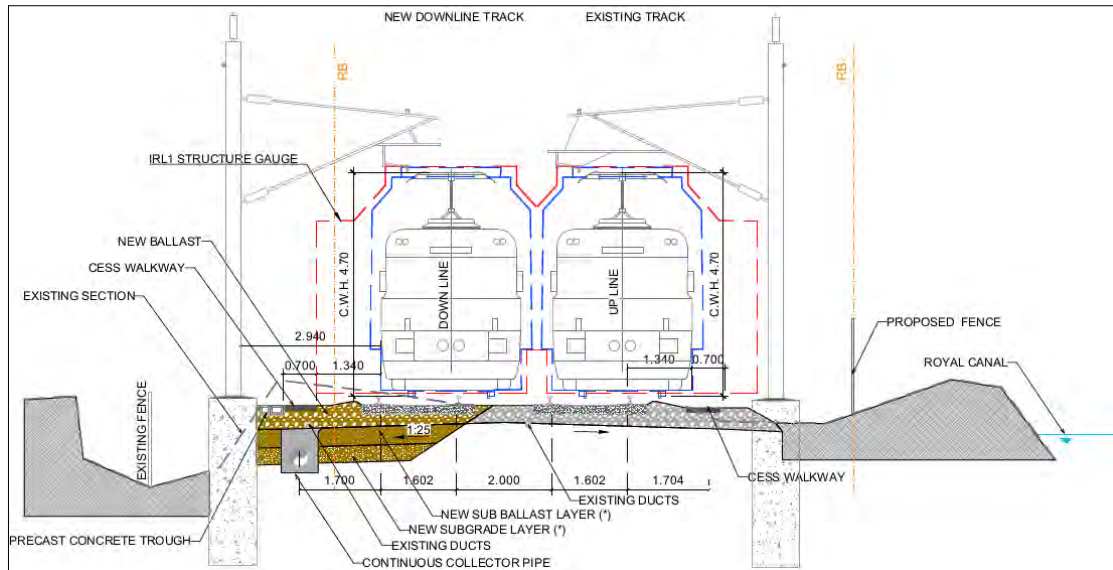 NEW DOWNLINE TRACK
EXISTING TRACK
RB
RB
IRL1 STRUCTURE GAUGE
NEW BALLAST
CESS WALKWAY
EXISTING SECTION
C.W.H. 4.70
DOWN LINE
UP LINE
C.W.H. 4.70
2.940
0.700
1.340
1.340
0.700
PROPOSED FENCE
ROYAL CANAL
EXISTING FENCE
1:25
1.700
1.602
2.000
1.602
1.704
CESS WALKWAY
EXISTING DUCTS
NEW SUB BALLAST LAYER (*)
NEW SUBGRADE LAYER (*)
PRECAST CONCRETE TROUGH
EXISTING DUCTS
CONTINUOUS COLLECTOR PIPE